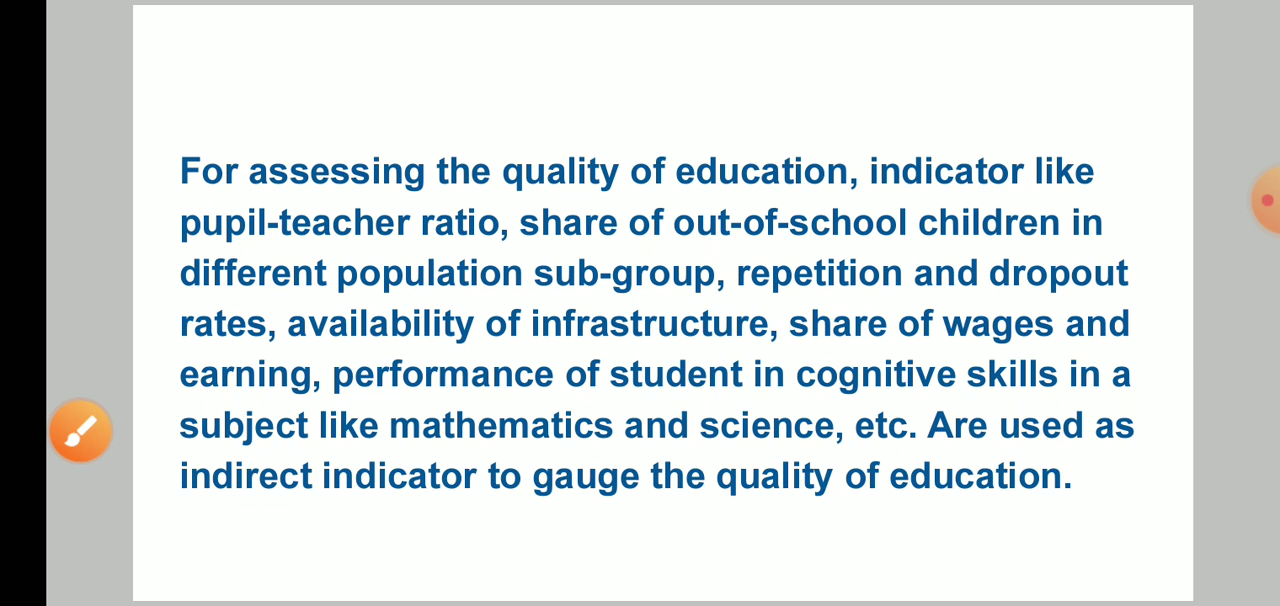 For assessing the quality of education, indicator like
pupil-teacher ratio, share of out-of-school children in
different population sub-group, repetition and dropout
rates, availability of infrastructure, share of wages and
earning, performance of student in cognitive skills in a
subject like mathematics and science, etc. Are used as
indirect indicator to gauge the quality of education.